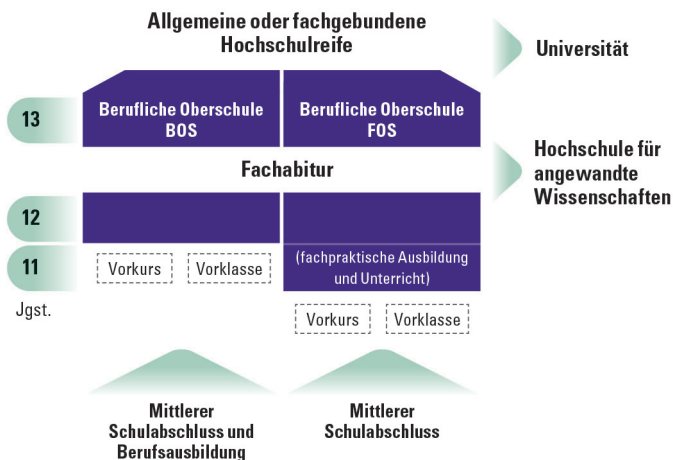 Allgemeine oder fachgebundene
Hochschulreife
Universität
13
Berufliche Oberschule
BOS
Berufliche Oberschule
FOS
Fachabitur
Hochschule für
angewandte
Wissenschaften
12
11
Vorkurs
Vorklasse
(fachpraktische Ausbildung
und Unterricht)
Jgst.
Vorkurs
Vorklasse
Mittlerer
Schulabschluss und
Berufsausbildung
Mittlerer
Schulabschluss